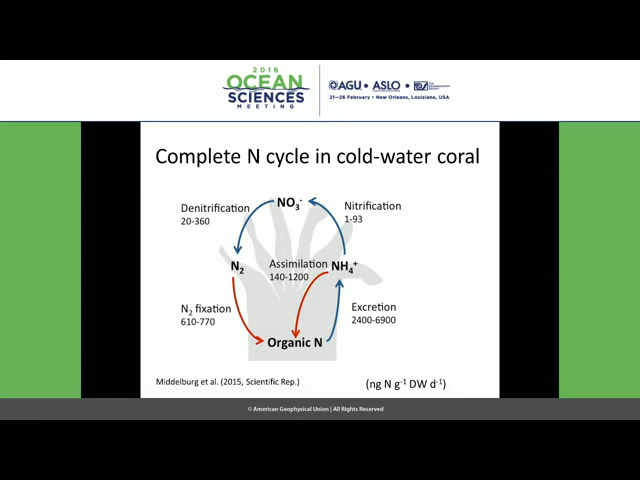 2016
OCEAN
SCIENCES
MEETING
AGU • ASLO •
21–26 February • New Orleans, Louisiana, USA
Complete N cycle in cold-water coral
NO₃⁻
Denitrification
20-360
Nitrification
1-93
N₂
Assimilation
140-1200
NH₄⁺
N₂ fixation
610-770
Excretion
2400-6900
Organic N
Middelburg et al. (2015, Scientific Rep.)
(ng N g⁻¹ DW d⁻¹)
© American Geophysical Union | All Rights Reserved